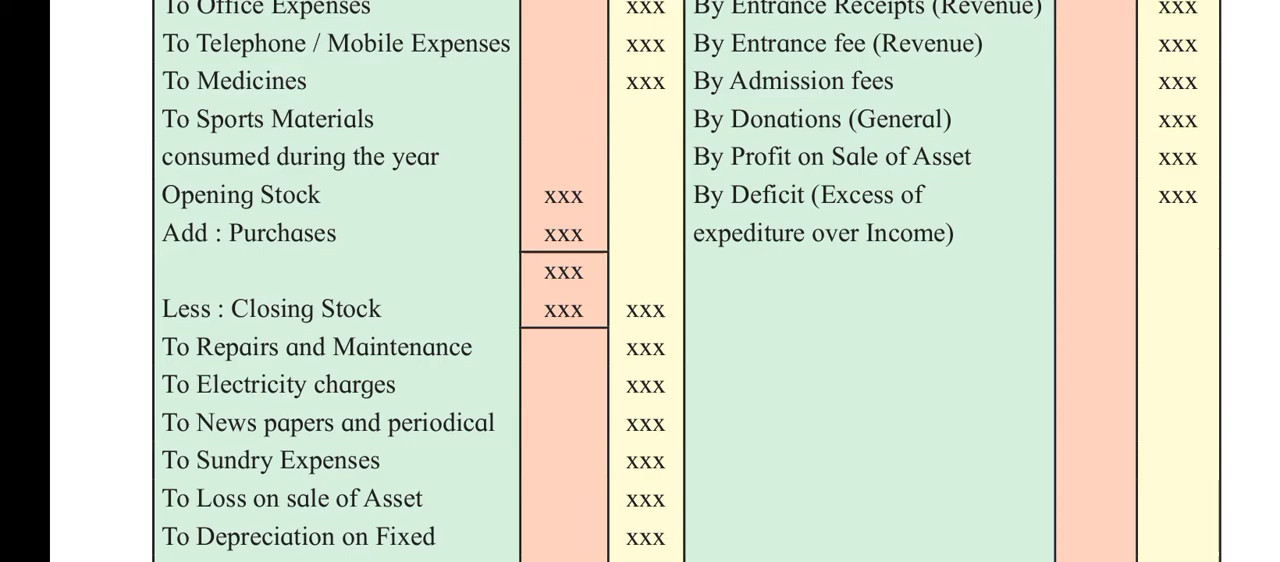 To Office Expenses xxx By Entrance Receipts (Revenue) xxx
To Telephone / Mobile Expenses xxx By Entrance fee (Revenue) xxx
To Medicines xxx By Admission fees xxx
To Sports Materials By Donations (General) xxx
consumed during the year By Profit on Sale of Asset xxx
Opening Stock xxx By Deficit (Excess of xxx
Add : Purchases xxx expediture over Income)
xxx
Less : Closing Stock xxx xxx
To Repairs and Maintenance xxx
To Electricity charges xxx
To News papers and periodical xxx
To Sundry Expenses xxx
To Loss on sale of Asset xxx
To Depreciation on Fixed xxx